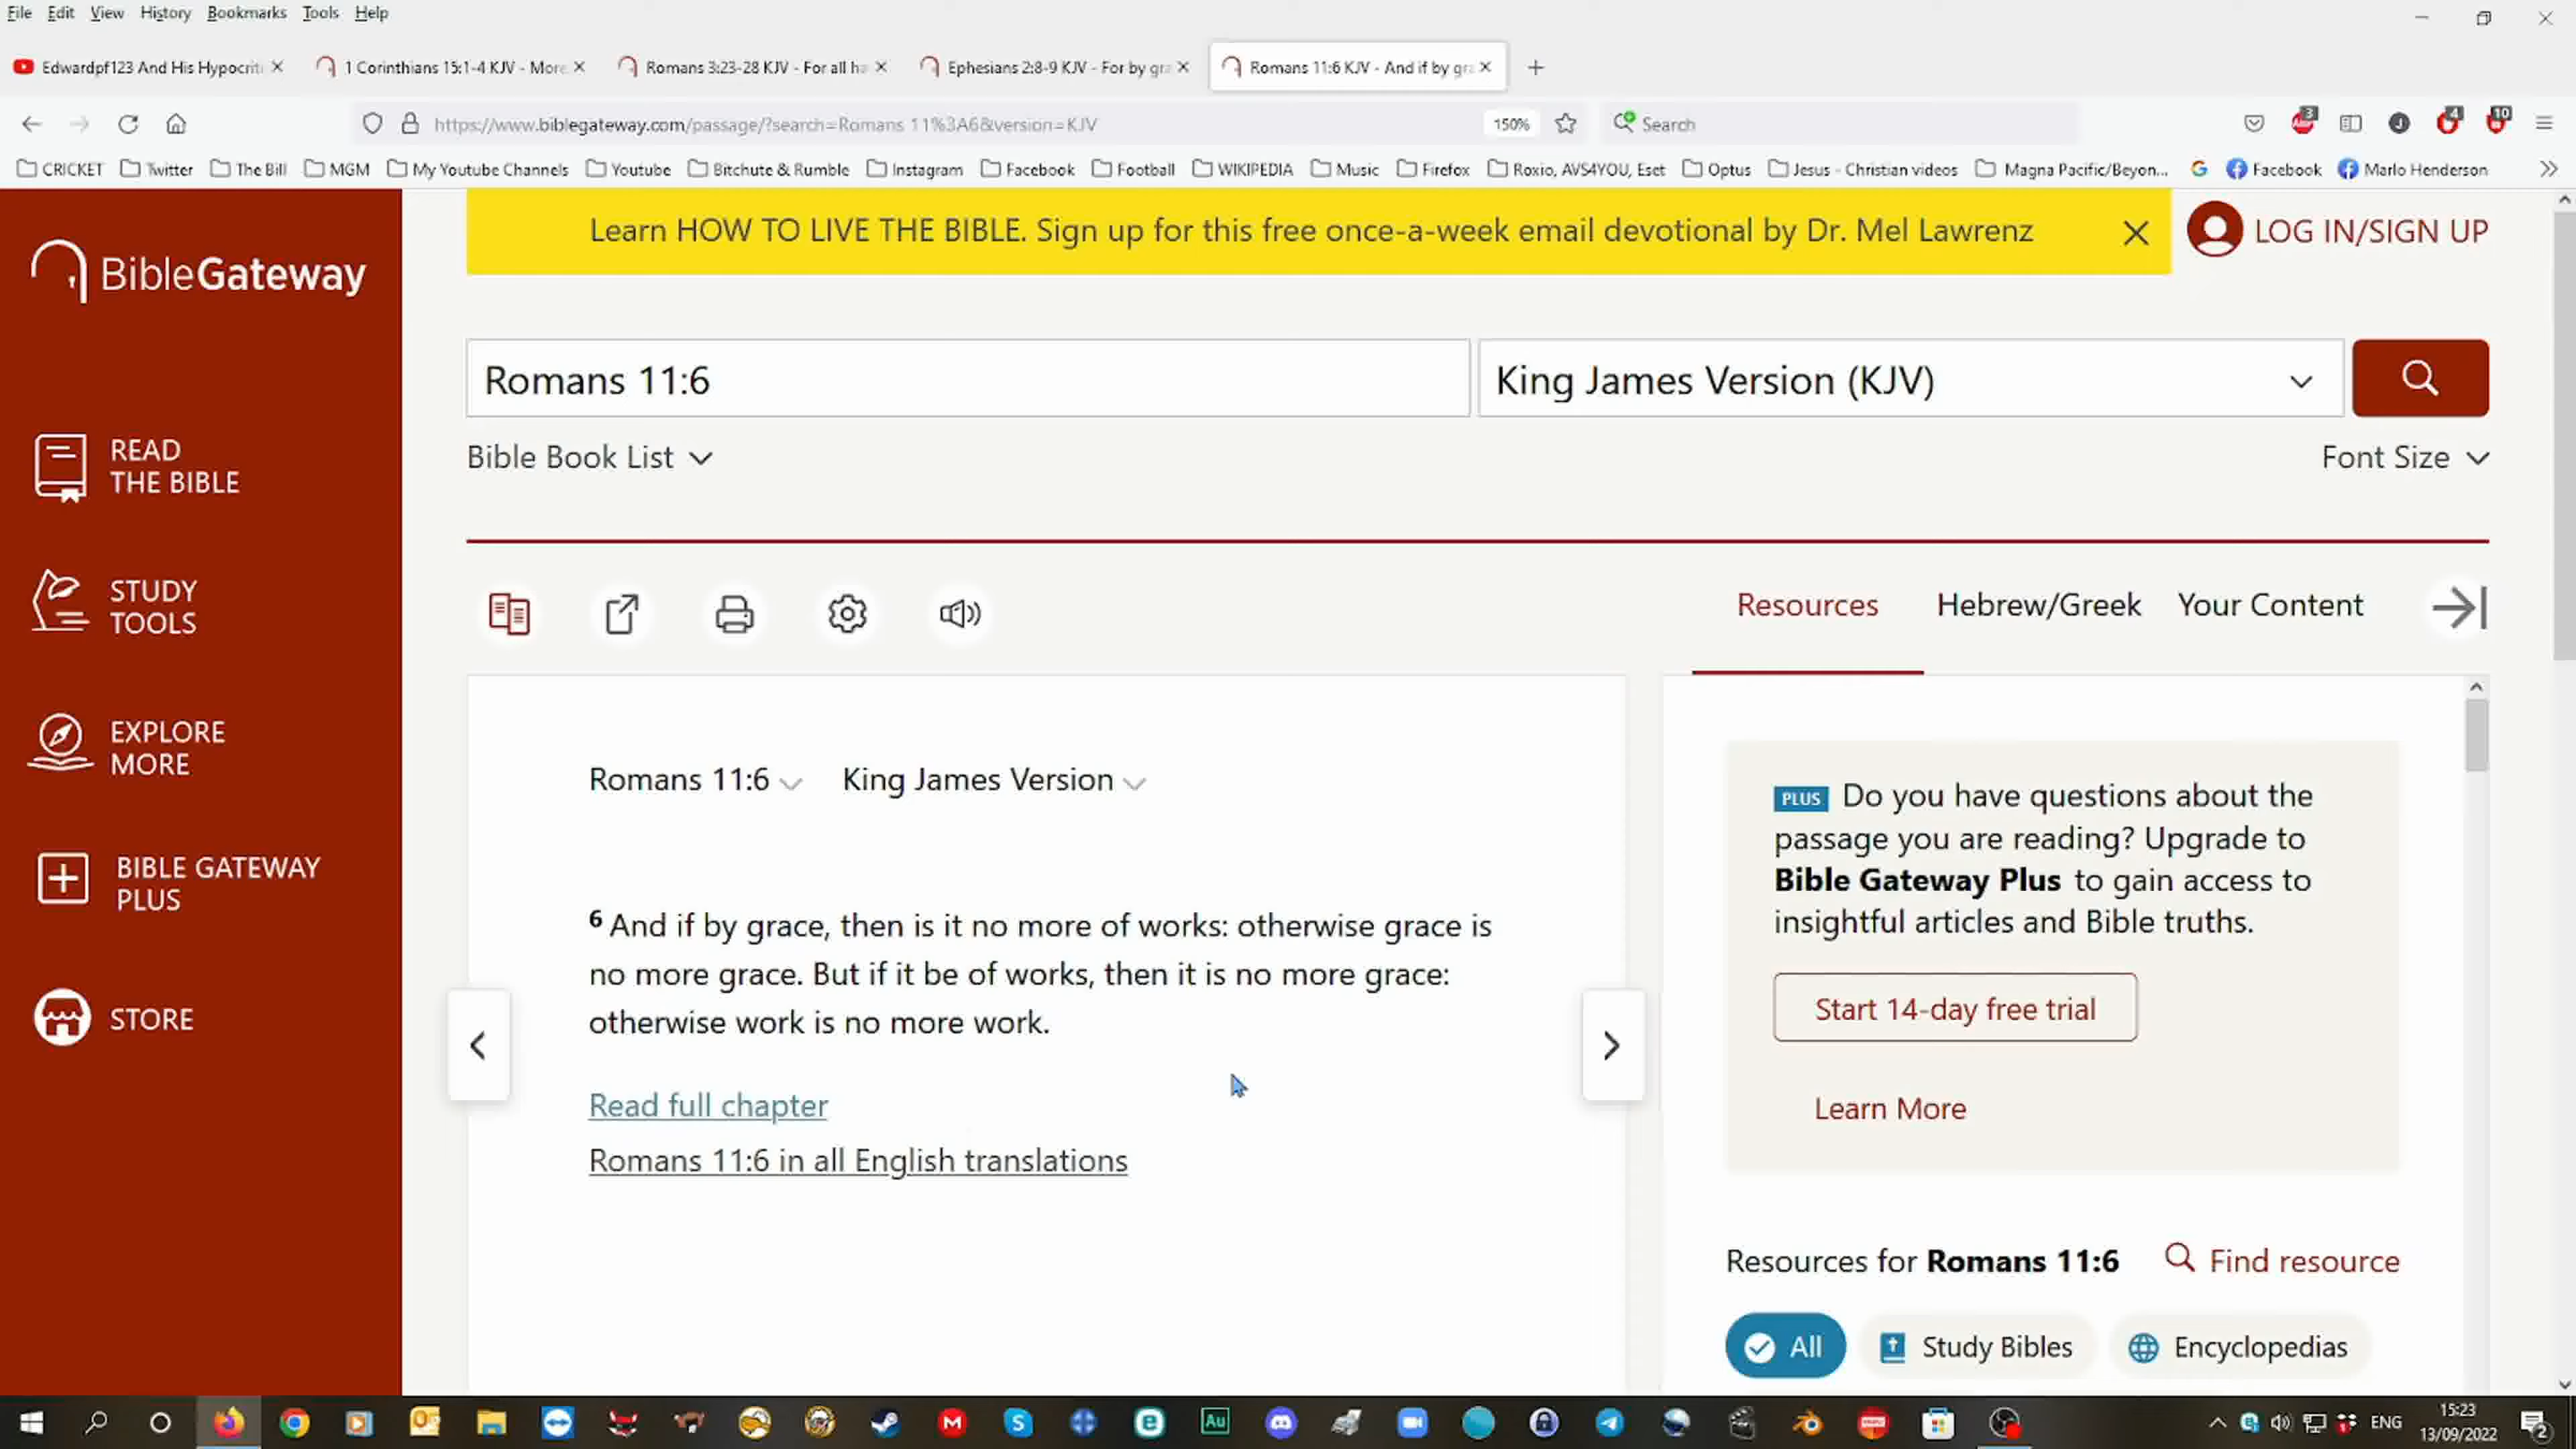 File Edit View History Bookmarks Tools Help
Edwardpf123 And His Hypocrit
1 Corinthians 15:1-4 KJV - More
Romans 3:23-28 KJV - For all ha
Ephesians 2:8-9 KJV - For by gra
Romans 11:6 KJV - And if by gra
https://www.biblegateway.com/passage/?search=Romans 11%3A6&version=KJV
150%
Search
3
4
10
CRICKET Twitter The Bill MGM My Youtube Channels Youtube Bitchute & Rumble Instagram Facebook Football WIKIPEDIA Music Firefox Roxio, AVS4YOU, Eset Optus Jesus - Christian videos Magna Pacific/Beyon... Facebook Marlo Henderson
Learn HOW TO LIVE THE BIBLE. Sign up for this free once-a-week email devotional by Dr. Mel Lawrenz
LOG IN/SIGN UP
BibleGateway
Romans 11:6
King James Version (KJV)
Bible Book List
Font Size
READ
THE BIBLE
STUDY
TOOLS
EXPLORE
MORE
BIBLE GATEWAY
PLUS
STORE
Resources Hebrew/Greek Your Content
Romans 11:6 King James Version
6 And if by grace, then is it no more of works: otherwise grace is
no more grace. But if it be of works, then it is no more grace:
otherwise work is no more work.
Read full chapter
Romans 11:6 in all English translations
PLUS Do you have questions about the
passage you are reading? Upgrade to
Bible Gateway Plus to gain access to
insightful articles and Bible truths.
Start 14-day free trial
Learn More
Resources for Romans 11:6
Find resource
All
Study Bibles
Encyclopedias
Au
ENG
15:23
13/09/2022
2